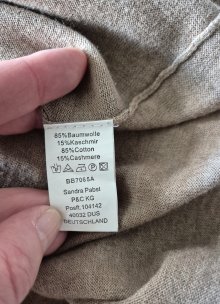 85%Baumwolle
15%Kaschmir
85%Cotton
15%Cashmere
BB7065A
Sandra Pabst
P&C KG
Postf. 104142
40032 DUS
DEUTSCHLAND